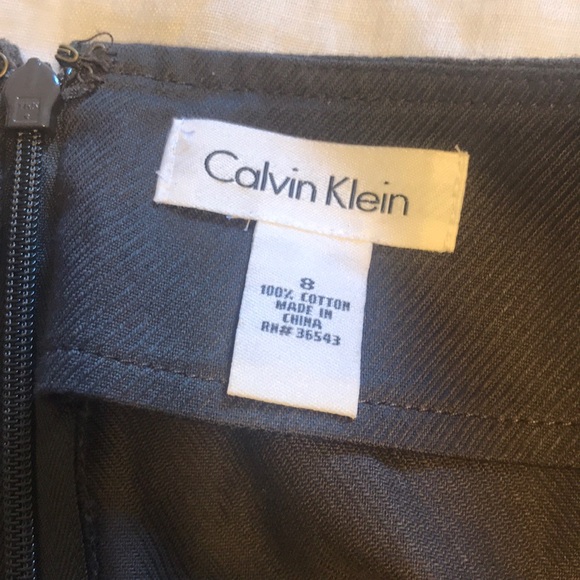 Calvin Klein
8
100% COTTON
MADE IN
CHINA
RN# 36543